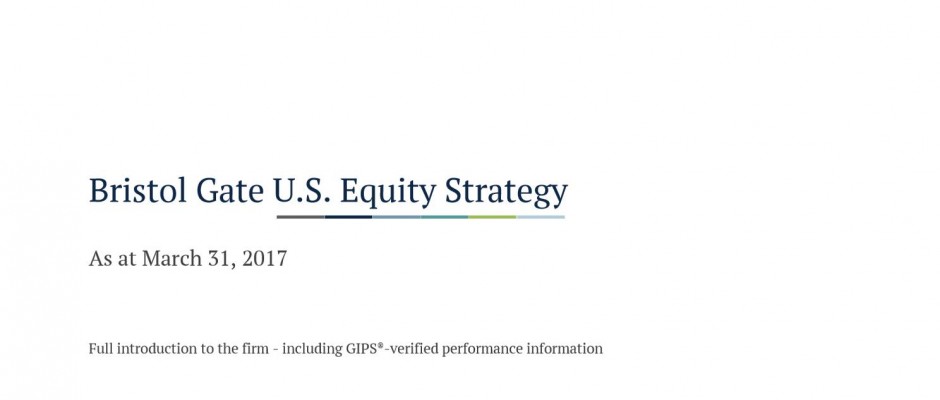 Bristol Gate U.S. Equity Strategy
As at March 31, 2017
Full introduction to the firm - including GIPS®-verified performance information